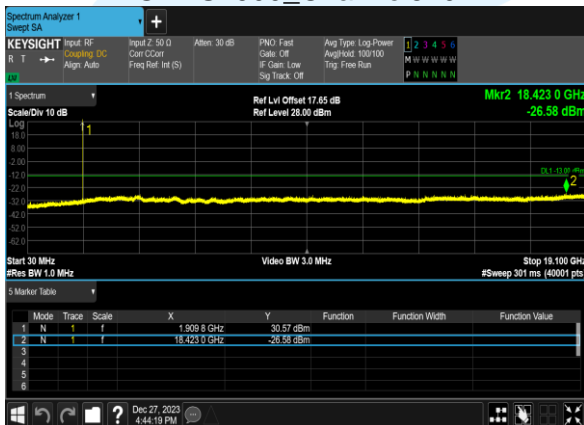 Spectrum Analyzer 1
Swept SA
KEYSIGHT
R T
Input: RF
Coupling: DC
Align: Auto
Input Z: 50 Ω
Corr CCorr
Freq Ref: Int (S)
Atten: 30 dB
PNO: Fast
Gate: Off
IF Gain: Low
Sig Track: Off
Avg Type: Log-Power
Avg|Hold: 100/100
Trig: Free Run
1 2 3 4 5 6
M W W W W W
P N N N N N
1 Spectrum
Scale/Div 10 dB
Ref Lvl Offset 17.65 dB
Ref Level 28.00 dBm
Mkr2 18.423 0 GHz
-26.58 dBm
Log
18.0
8.00
-2.00
-12.0
-22.0
-32.0
-42.0
-52.0
-62.0
1
DL1 -13.00 dBm
2
Start 30 MHz
#Res BW 1.0 MHz
Video BW 3.0 MHz
Stop 19.100 GHz
#Sweep 301 ms (40001 pts
5 Marker Table
Mode Trace Scale X Y Function Function Width Function Value
1 N 1 f 1.909 8 GHz 30.57 dBm
2 N 1 f 18.423 0 GHz -26.58 dBm
3
4
5
6
?
Dec 27, 2023
4:44:19 PM